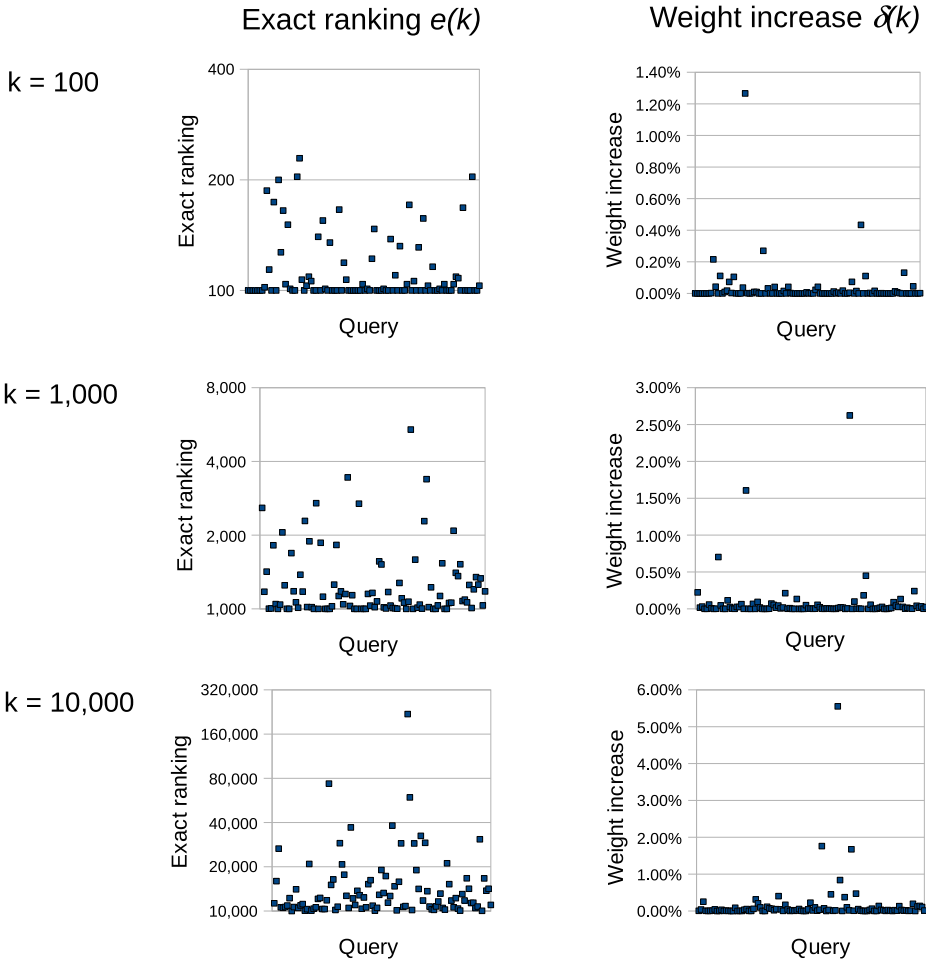 Exact ranking e(k)
Weight increase δ(k)
k = 100
Exact ranking
400
200
100
Query
Weight increase
1.40%
1.20%
1.00%
0.80%
0.60%
0.40%
0.20%
0.00%
Query
k = 1,000
Exact ranking
8,000
4,000
2,000
1,000
Query
Weight increase
3.00%
2.50%
2.00%
1.50%
1.00%
0.50%
0.00%
Query
k = 10,000
Exact ranking
320,000
160,000
80,000
40,000
20,000
10,000
Query
Weight increase
6.00%
5.00%
4.00%
3.00%
2.00%
1.00%
0.00%
Query